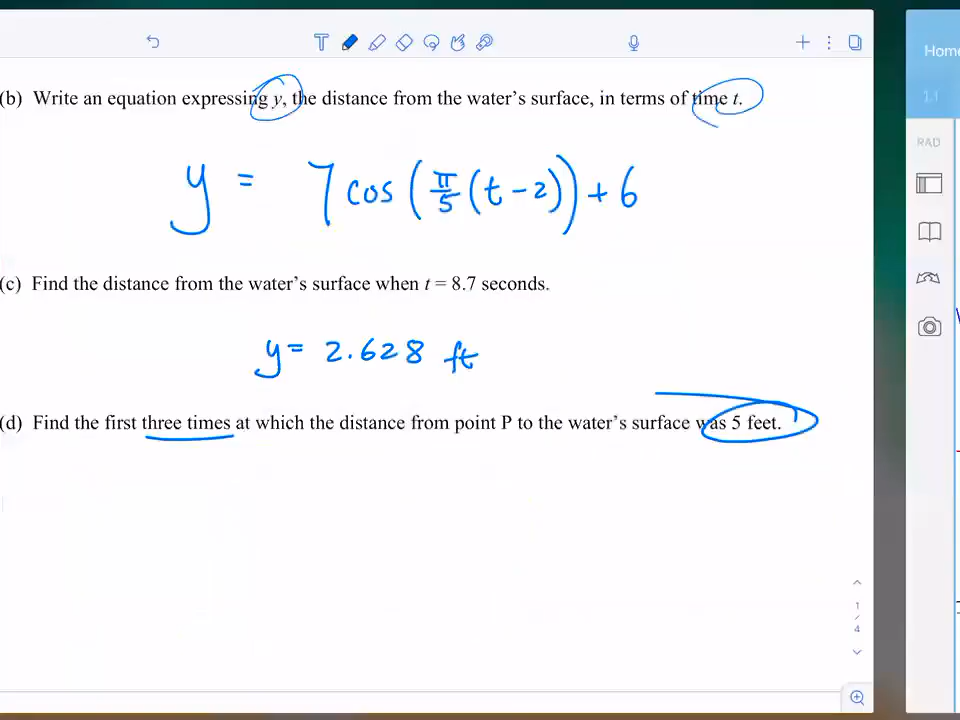 Home
1.1
RAD
(b) Write an equation expressing y, the distance from the water's surface, in terms of time t.
y = 7 cos (π/5 (t - 2)) + 6
(c) Find the distance from the water's surface when t = 8.7 seconds.
y = 2.628 ft
(d) Find the first three times at which the distance from point P to the water's surface was 5 feet.
1
/
4